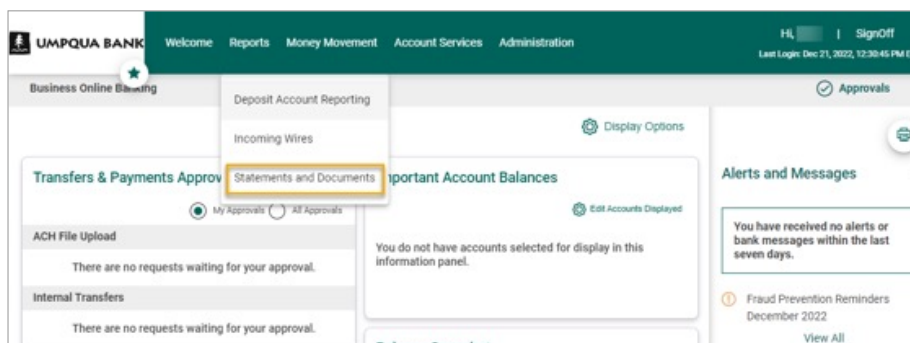 UMPQUA BANK
Welcome Reports Money Movement Account Services Administration
Hi, | SignOff
Last Login: Dec 21, 2022, 12:30:45 PM
Business Online Banking
Approvals
Deposit Account Reporting
Incoming Wires
Statements and Documents
Display Options
Transfers & Payments
My Approvals All Approvals
ACH File Upload
There are no requests waiting for your approval.
Internal Transfers
There are no requests waiting for your approval.
Account Balances
Edit Accounts Displayed
You do not have accounts selected for display in this
information panel.
Alerts and Messages
You have received no alerts or
bank messages within the last
seven days.
Fraud Prevention Reminders
December 2022
View All